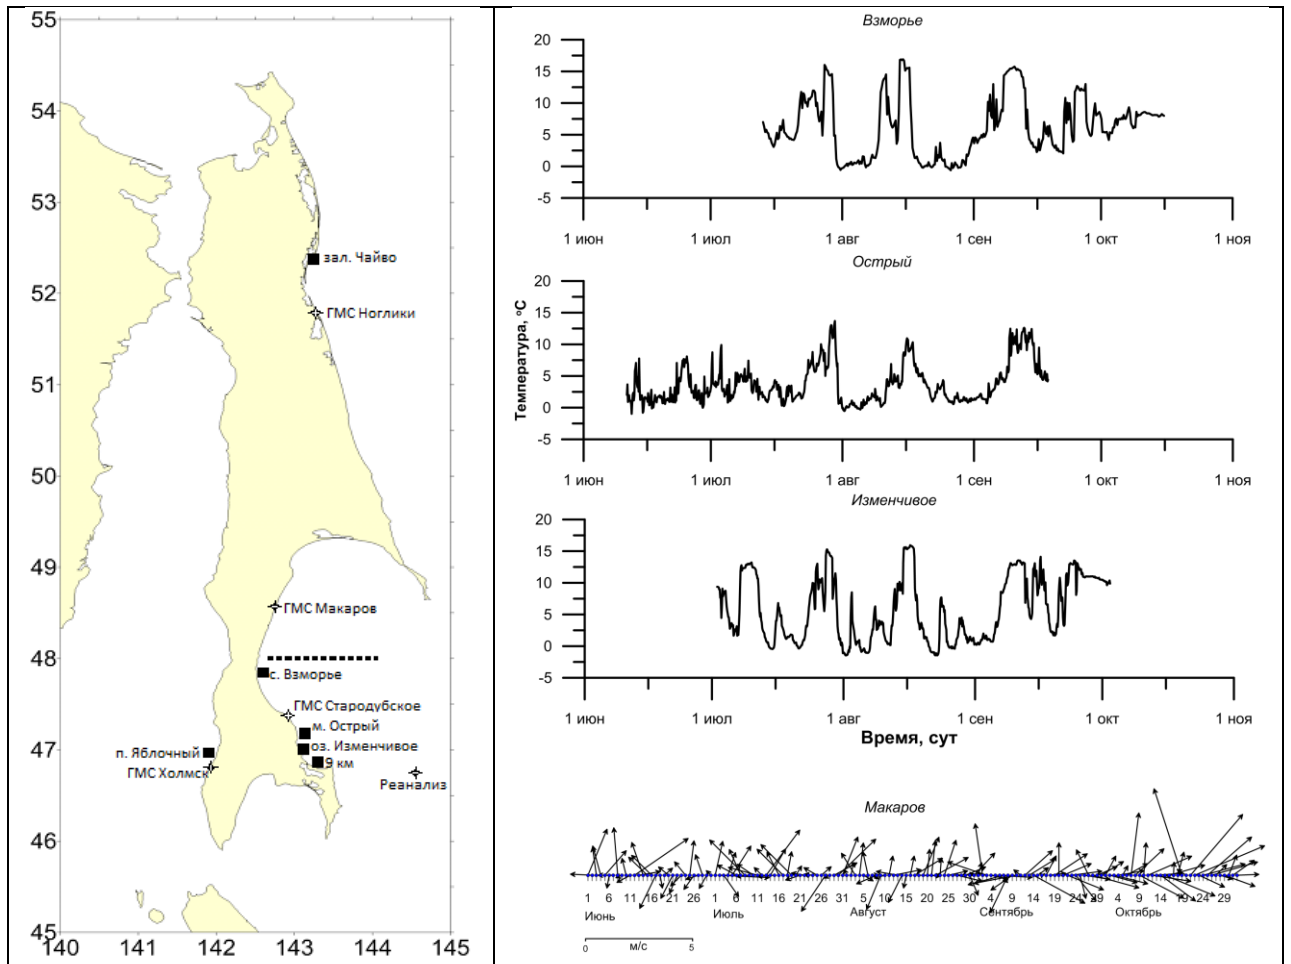 55
54
53
52
51
50
49
48
47
46
45
140 141 142 143 144 145
зал. Чайво
ГМС Ноглики
ГМС Макаров
с. Взморье
ГМС Стародубское
м. Острый
оз. Изменчивое
9 км
п. Яблочный
ГМС Холмск
Реанализ
Взморье
20
15
10
5
0
-5
1 июн 1 июл 1 авг 1 сен 1 окт 1 ноя
Острый
Температура, °С
20
15
10
5
0
-5
1 июн 1 июл 1 авг 1 сен 1 окт 1 ноя
Изменчивое
20
15
10
5
0
-5
1 июн 1 июл 1 авг 1 сен 1 окт 1 ноя
Время, сут
Макаров
1 6 11 16 21 26 1 6 11 16 21 26 31 5 10 15 20 25 30 4 9 14 19 24 29 4 9 14 19 24 29
Июнь Июль Август Сентябрь Октябрь
0 м/с 5